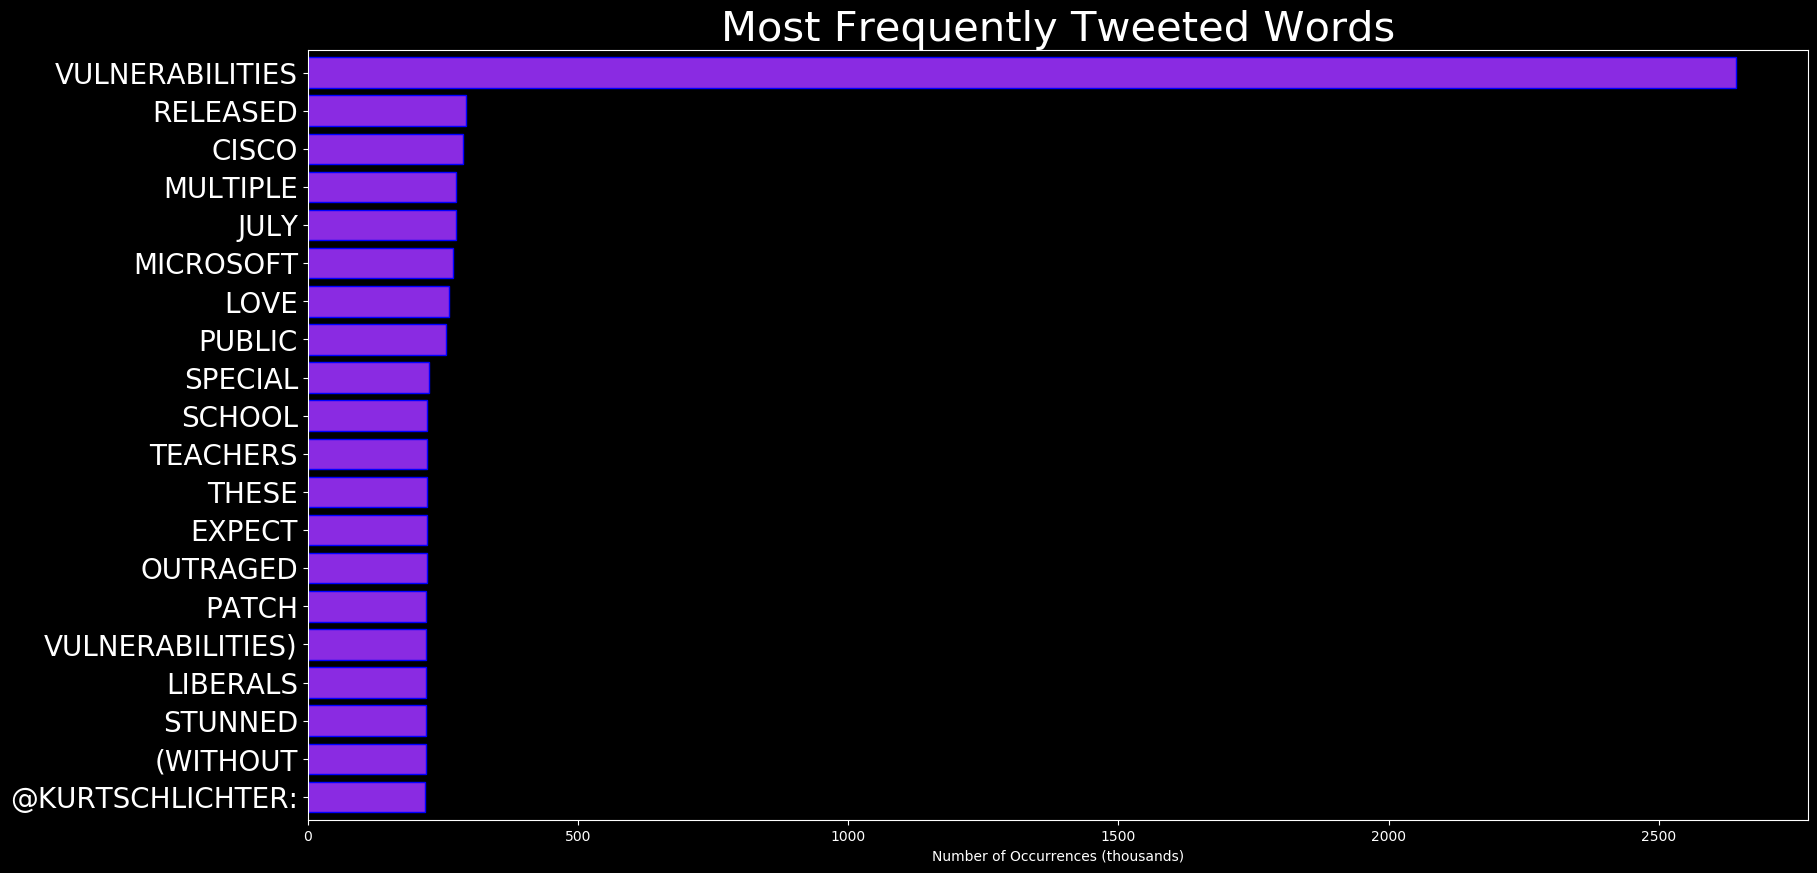 Most Frequently Tweeted Words
VULNERABILITIES
RELEASED
CISCO
MULTIPLE
JULY
MICROSOFT
LOVE
PUBLIC
SPECIAL
SCHOOL
TEACHERS
THESE
EXPECT
OUTRAGED
PATCH
VULNERABILITIES)
LIBERALS
STUNNED
(WITHOUT
@KURTSCHLICHTER:
0 500 1000 1500 2000 2500
Number of Occurrences (thousands)